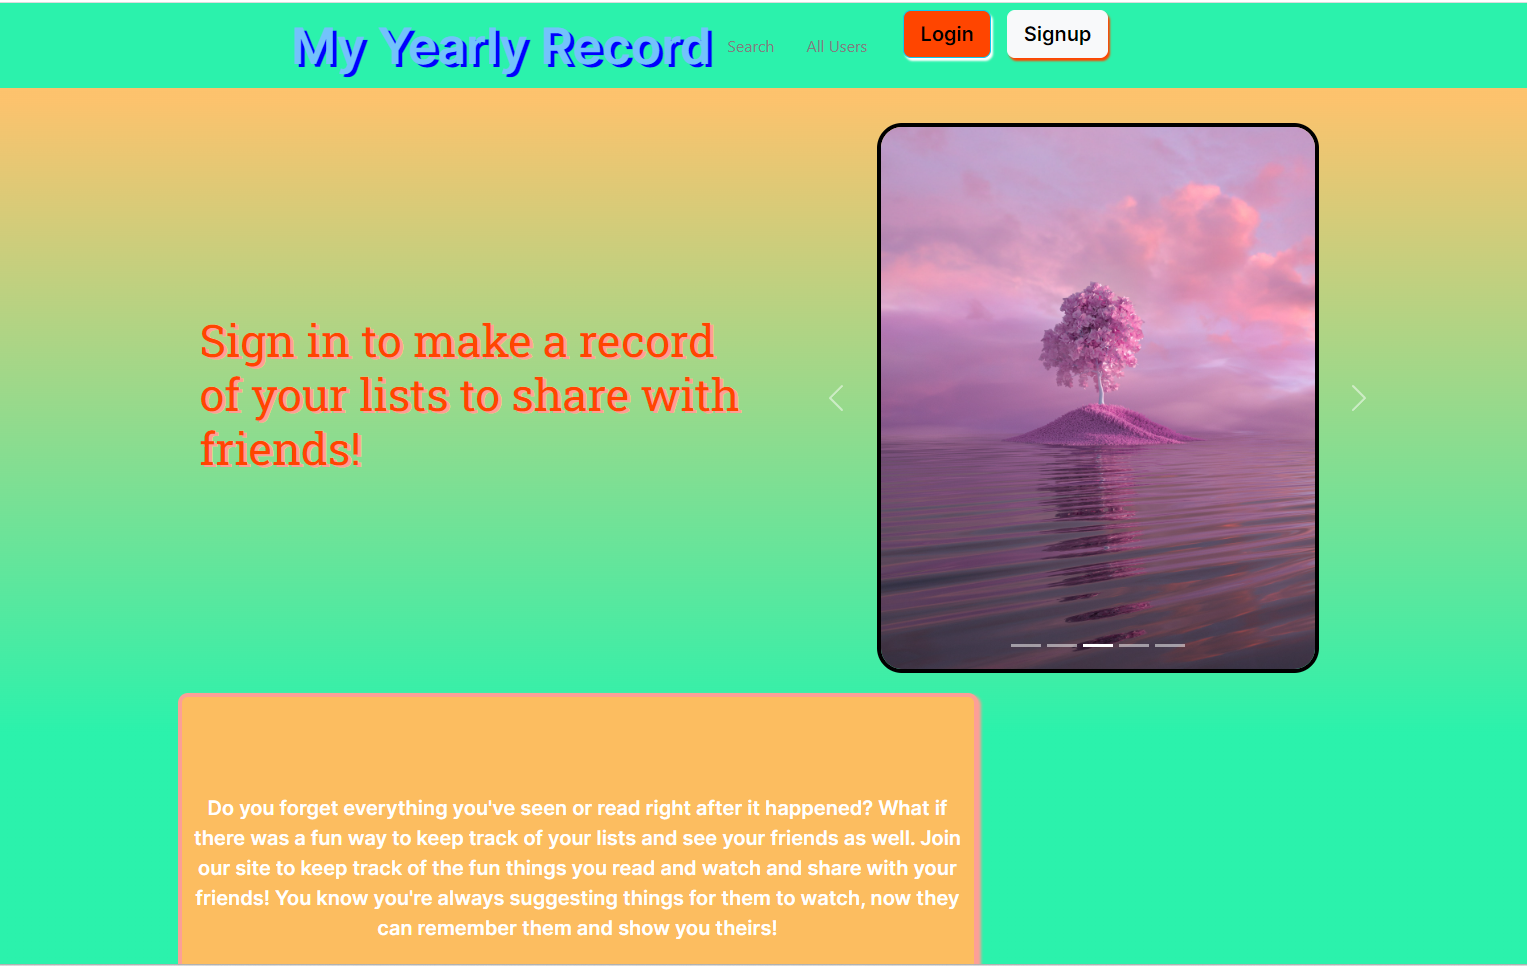 My Yearly Record
Search
All Users
Login
Signup
Sign in to make a record
of your lists to share with
friends!
Do you forget everything you've seen or read right after it happened? What if
there was a fun way to keep track of your lists and see your friends as well. Join
our site to keep track of the fun things you read and watch and share with your
friends! You know you're always suggesting things for them to watch, now they
can remember them and show you theirs!